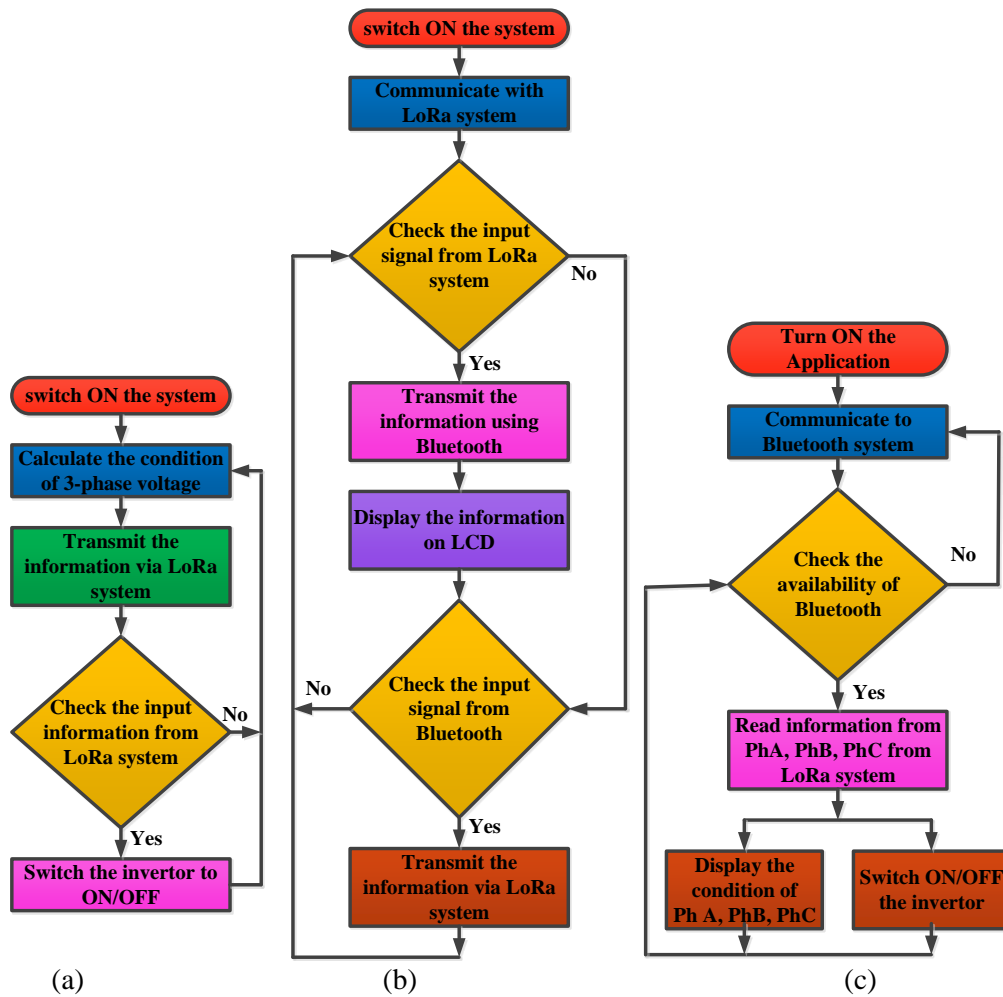 switch ON the system
Calculate the condition
of 3-phase voltage
Transmit the
information via LoRa
system
Check the input
information from
LoRa system
No
Yes
Switch the invertor to
ON/OFF
(a)
switch ON the system
Communicate with
LoRa system
Check the input
signal from LoRa
system
No
Yes
Transmit the
information using
Bluetooth
Display the information
on LCD
Check the input
signal from
Bluetooth
No
Yes
Transmit the
information via LoRa
system
(b)
Turn ON the
Application
Communicate to
Bluetooth system
Check the
availability of
Bluetooth
No
Yes
Read information from
PhA, PhB, PhC from
LoRa system
Display the
condition of
Ph A, PhB, PhC
Switch ON/OFF
the invertor
(c)